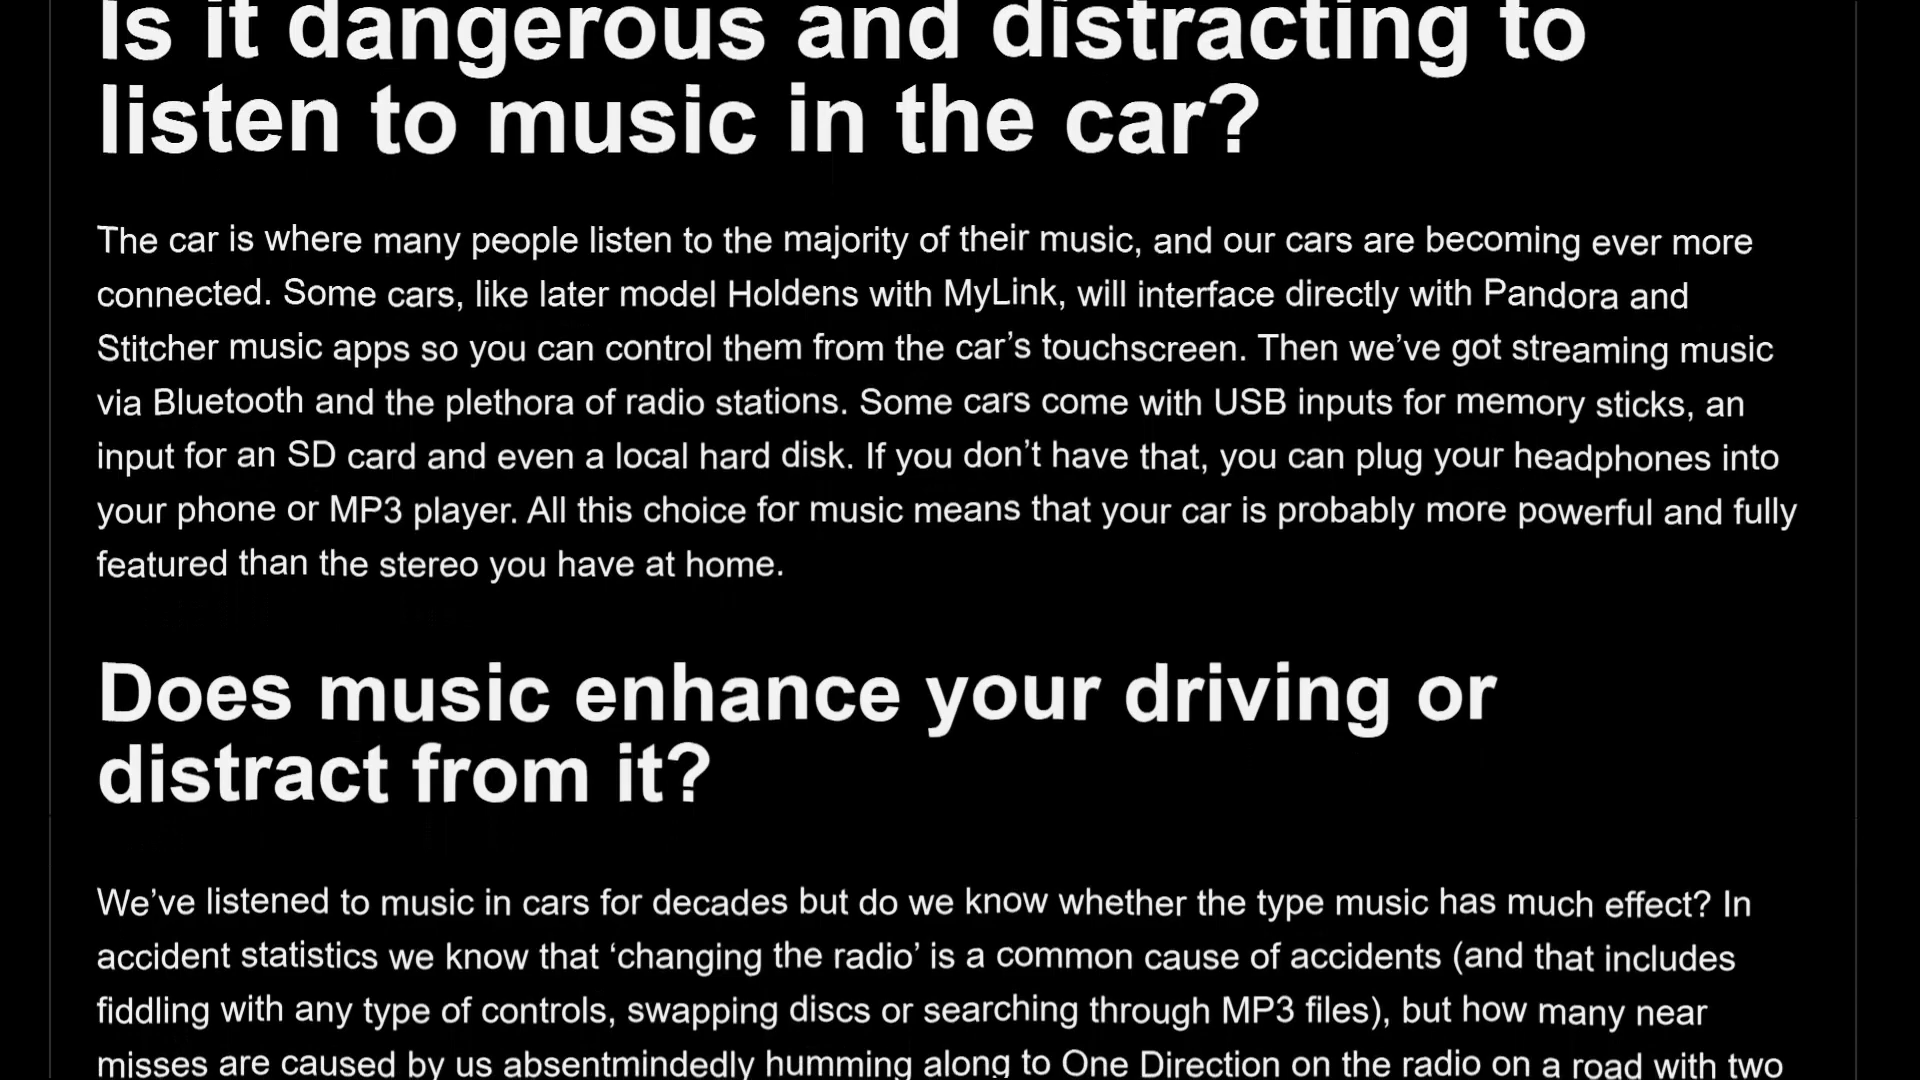 Is it dangerous and distracting to
listen to music in the car?
The car is where many people listen to the majority of their music, and our cars are becoming ever more
connected. Some cars, like later model Holdens with MyLink, will interface directly with Pandora and
Stitcher music apps so you can control them from the car’s touchscreen. Then we’ve got streaming music
via Bluetooth and the plethora of radio stations. Some cars come with USB inputs for memory sticks, an
input for an SD card and even a local hard disk. If you don’t have that, you can plug your headphones into
your phone or MP3 player. All this choice for music means that your car is probably more powerful and fully
featured than the stereo you have at home.
Does music enhance your driving or
distract from it?
We’ve listened to music in cars for decades but do we know whether the type music has much effect? In
accident statistics we know that ‘changing the radio’ is a common cause of accidents (and that includes
fiddling with any type of controls, swapping discs or searching through MP3 files), but how many near
misses are caused by us absentmindedly humming along to One Direction on the radio on a road with two